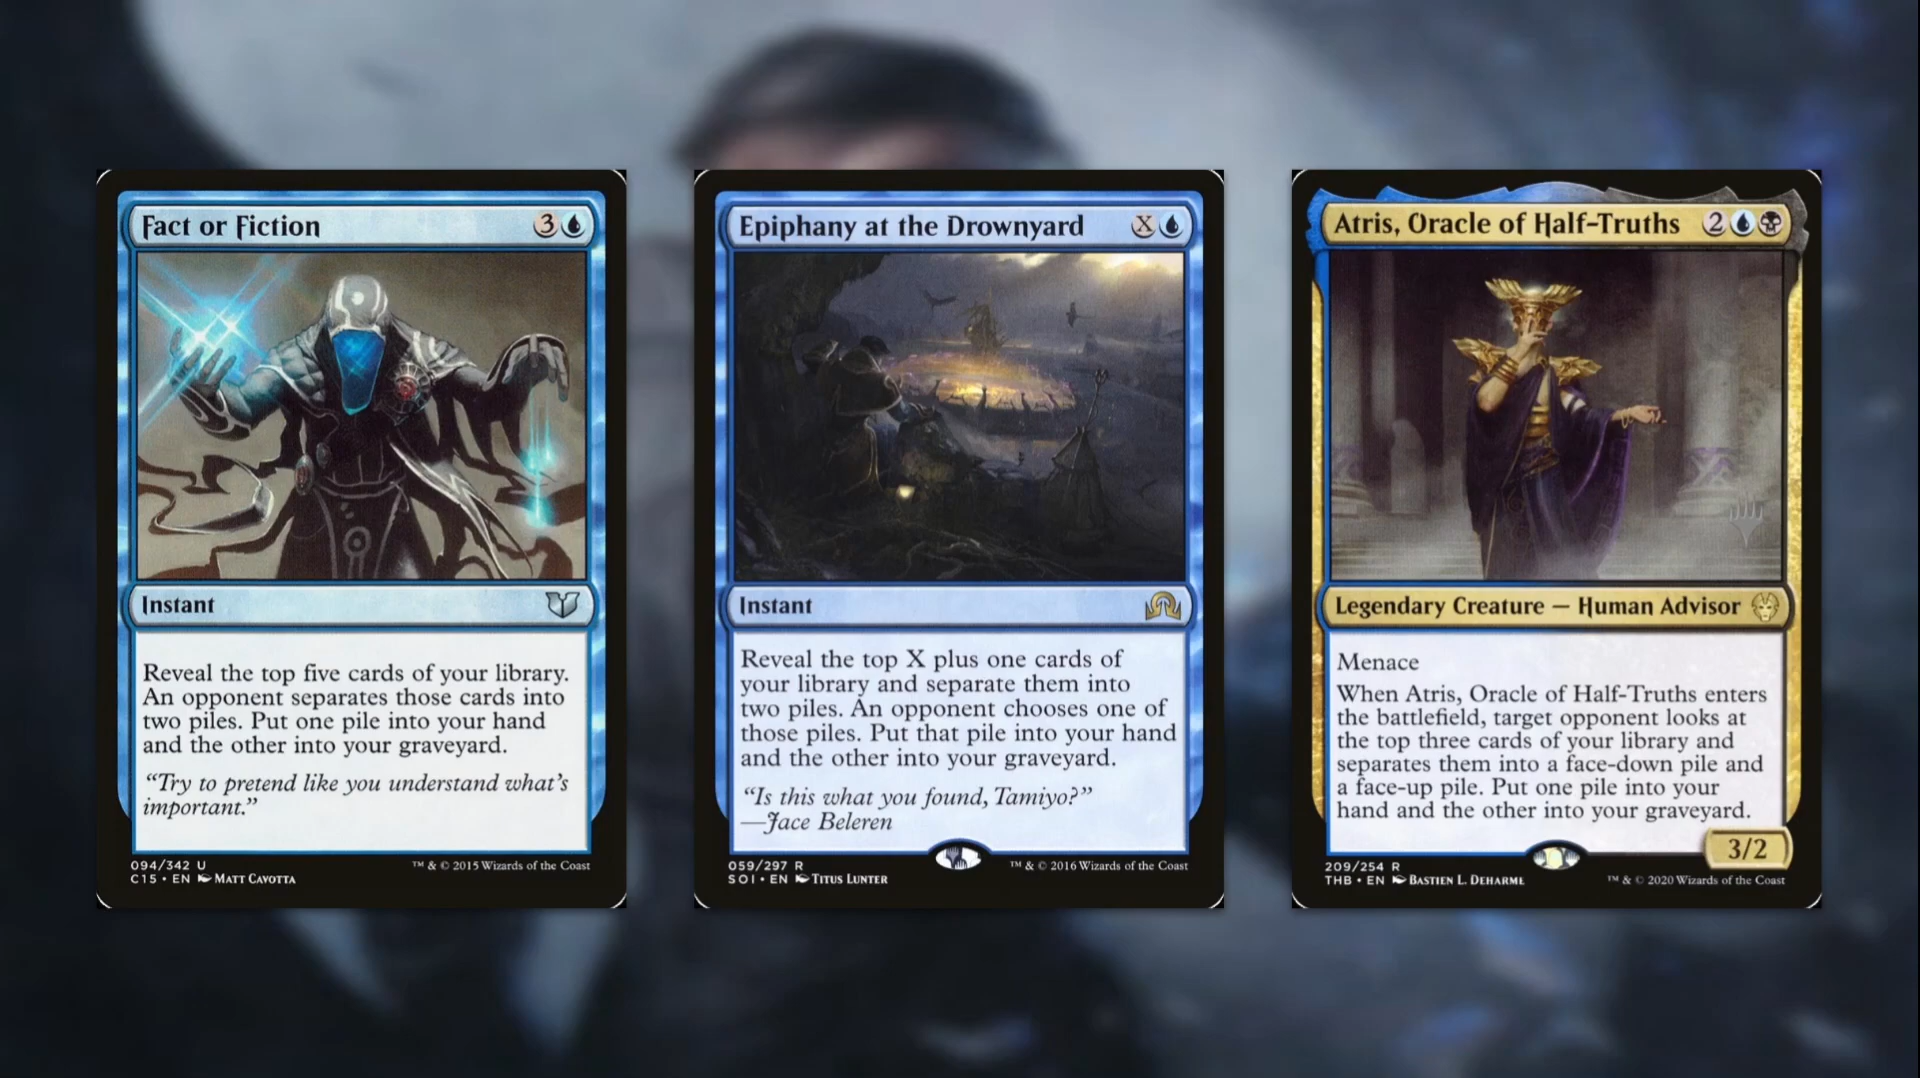 Fact or Fiction 3
Instant
Reveal the top five cards of your library.
An opponent separates those cards into
two piles. Put one pile into your hand
and the other into your graveyard.
“Try to pretend like you understand what’s
important.”
094/342 U
C15 • EN MATT CAVOTTA
™ & © 2015 Wizards of the Coast
Epiphany at the Drownyard X
Instant
Reveal the top X plus one cards of
your library and separate them into
two piles. An opponent chooses one of
those piles. Put that pile into your hand
and the other into your graveyard.
“Is this what you found, Tamiyo?”
—Jace Beleren
059/297 R
SOI • EN TITUS LUNTER
™ & © 2016 Wizards of the Coast
Atris, Oracle of Half-Truths 2
Legendary Creature — Human Advisor
Menace
When Atris, Oracle of Half-Truths enters
the battlefield, target opponent looks at
the top three cards of your library and
separates them into a face-down pile and
a face-up pile. Put one pile into your
hand and the other into your graveyard.
3/2
209/254 R
THB • EN BASTIEN L. DEHARME
™ & © 2020 Wizards of the Coast